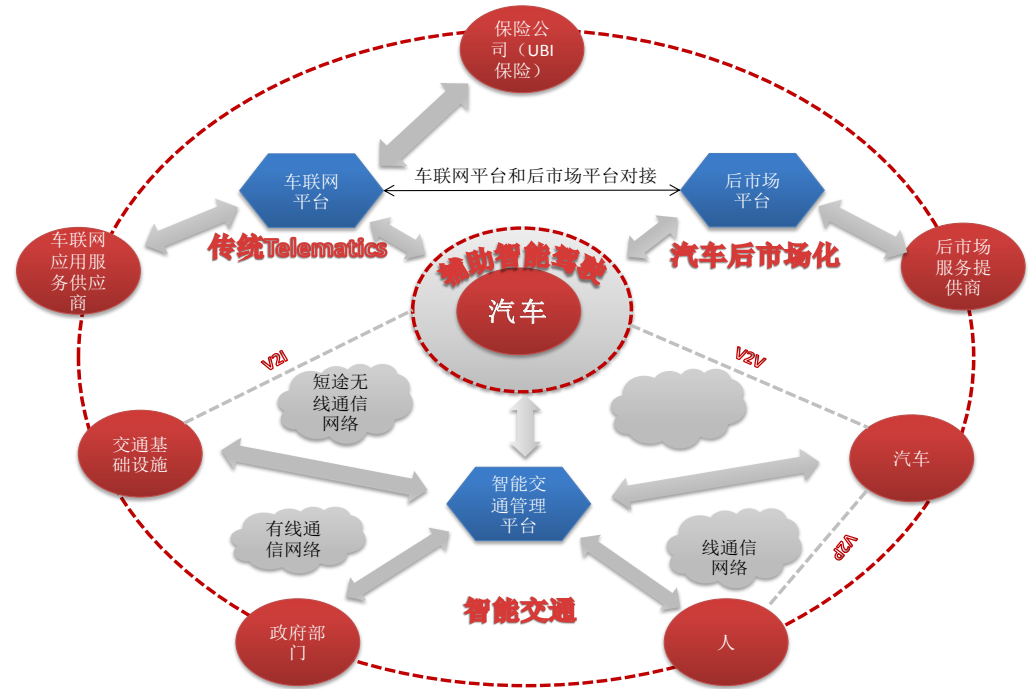 保险公
司（UBI
保险）
车联网
平台
车联网平台和后市场平台对接
后市场
平台
传统Telematics
汽车后市场化
车联网
应用服
务供应
商
辅助智能驾驶
汽车
后市场
服务提
供商
V2I
V2V
短途无
线通信
网络
交通基
础设施
汽车
智能交
通管理
平台
有线通
信网络
线通信
网络
V2P
智能交通
政府部
门
人